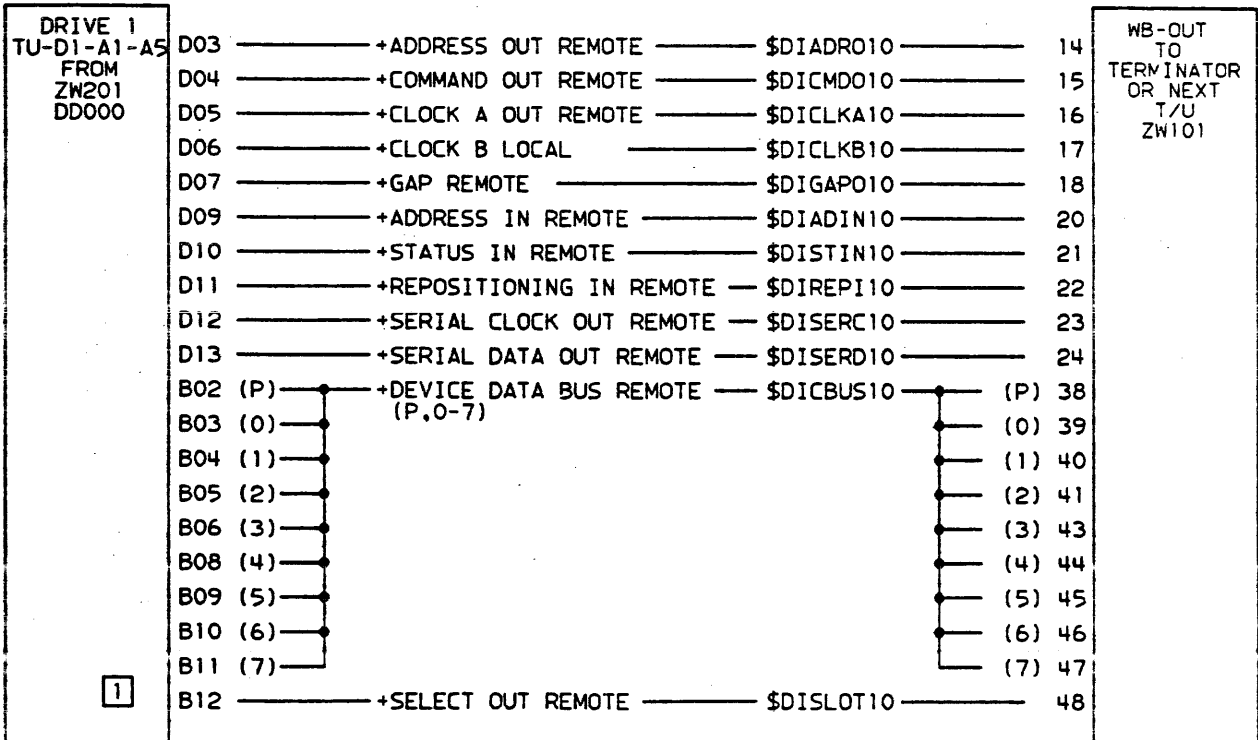 DRIVE 1
TU-D1-A1-A5
FROM
ZW201
DD000
D03 +ADDRESS OUT REMOTE $DIADRO10 14
D04 +COMMAND OUT REMOTE $DICMDO10 15
D05 +CLOCK A OUT REMOTE $DICLKA10 16
D06 +CLOCK B LOCAL $DICLKB10 17
D07 +GAP REMOTE $DIGAPO10 18
D09 +ADDRESS IN REMOTE $DIADIN10 20
D10 +STATUS IN REMOTE $DISTIN10 21
D11 +REPOSITIONING IN REMOTE $DIREPI10 22
D12 +SERIAL CLOCK OUT REMOTE $DISERC10 23
D13 +SERIAL DATA OUT REMOTE $DISERD10 24
B02 (P) +DEVICE DATA BUS REMOTE $DICBUS10 (P) 38
(P,0-7)
B03 (0) (0) 39
B04 (1) (1) 40
B05 (2) (2) 41
B06 (3) (3) 43
B08 (4) (4) 44
B09 (5) (5) 45
B10 (6) (6) 46
B11 (7) (7) 47
1
B12 +SELECT OUT REMOTE $DISLOT10 48
WB-OUT
TO
TERMINATOR
OR NEXT
T/U
ZW101